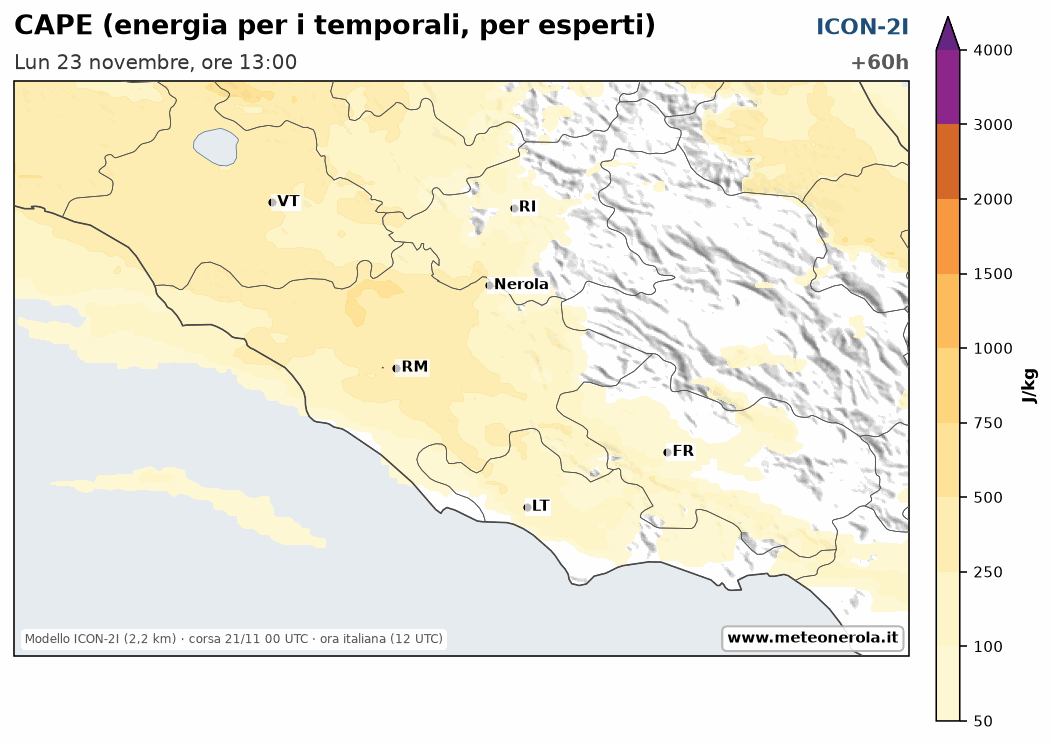 CAPE (energia per i temporali, per esperti)
ICON-2I
Lun 23 novembre, ore 13:00
+60h
4000
3000
2000
1500
1000
750
500
250
100
50
J/kg
VT
RI
Nerola
RM
FR
LT
Modello ICON-2I (2,2 km) · corsa 21/11 00 UTC · ora italiana (12 UTC)
www.meteonerola.it